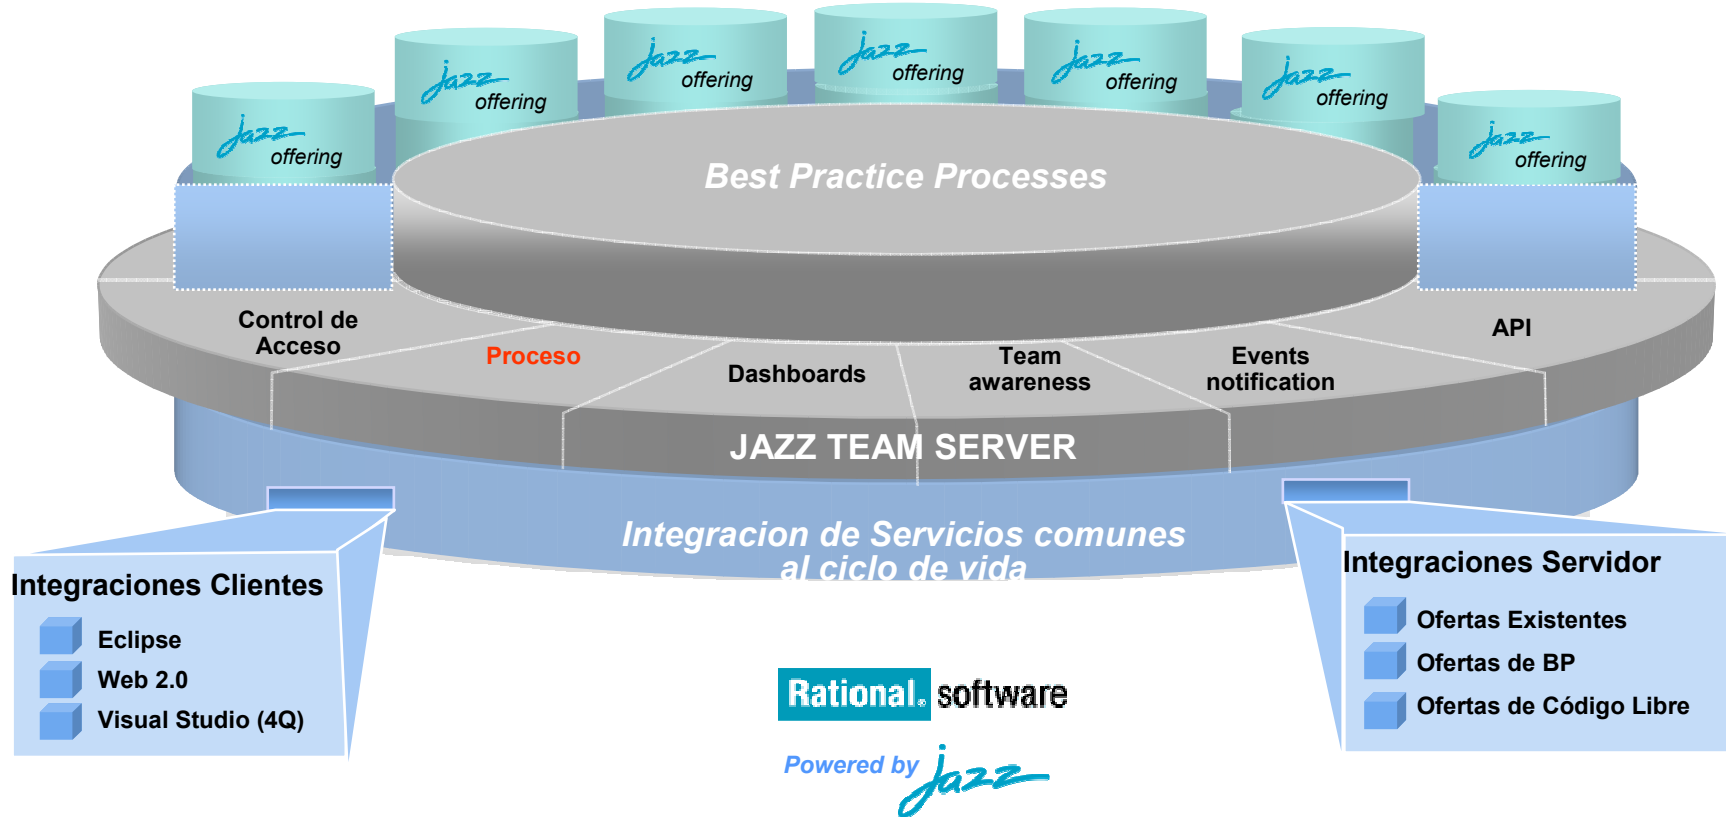 jazz
offering
jazz
offering
jazz
offering
jazz
offering
jazz
offering
jazz
offering
jazz
offering
Best Practice Processes
Control de
Acceso
Proceso
Dashboards
Team
awareness
Events
notification
API
JAZZ TEAM SERVER
Integracion de Servicios comunes
al ciclo de vida
Integraciones Clientes
Eclipse
Web 2.0
Visual Studio (4Q)
Integraciones Servidor
Ofertas Existentes
Ofertas de BP
Ofertas de Código Libre
Rational. software
Powered by jazz